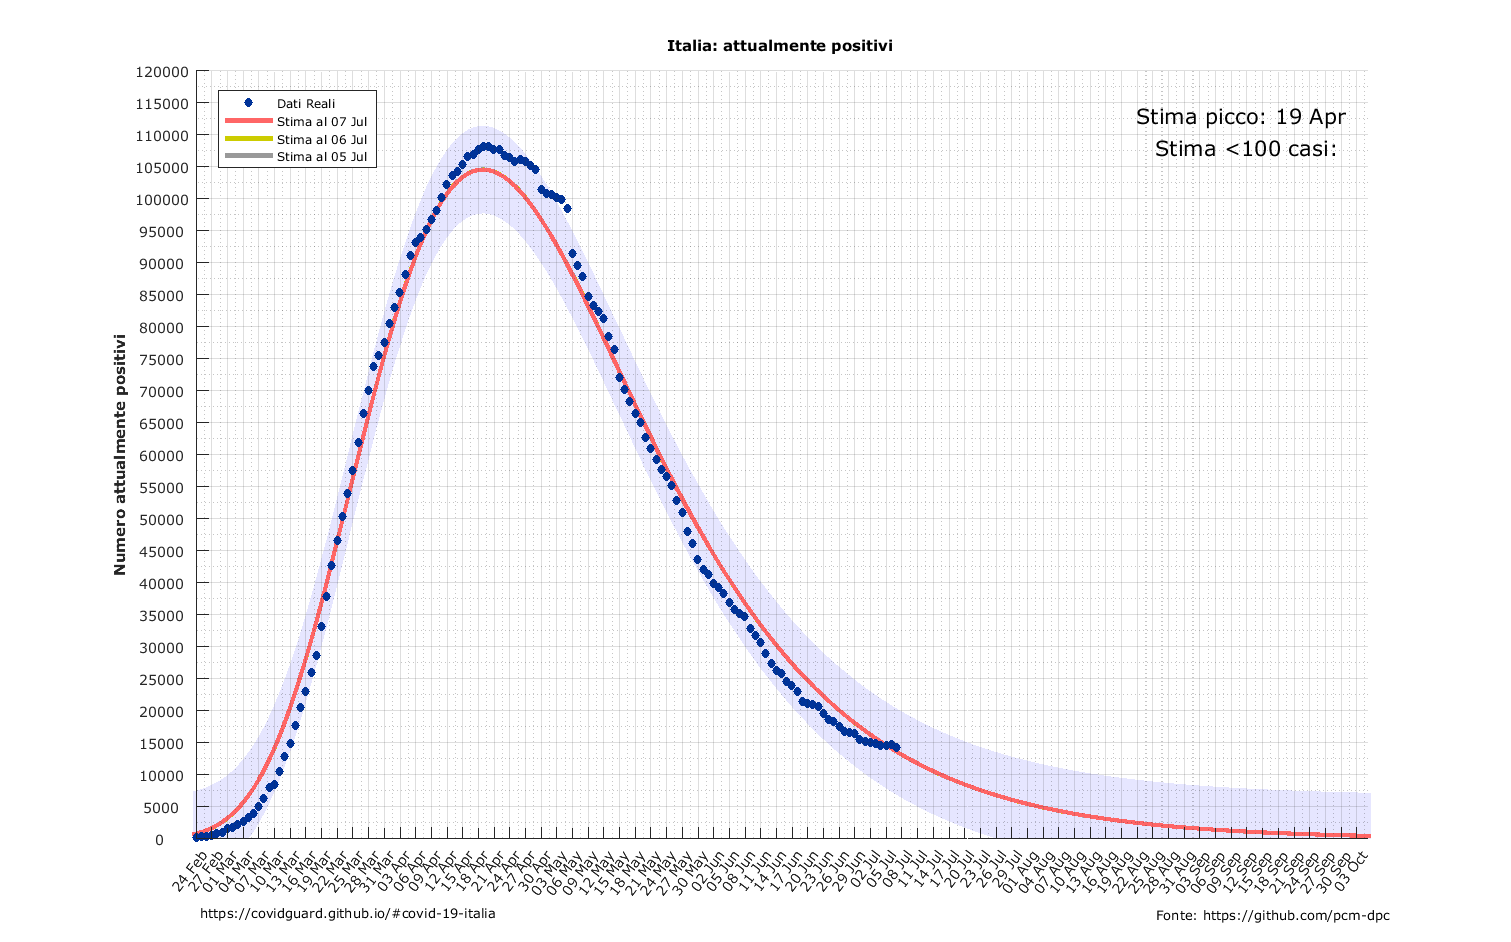 Italia: attualmente positivi
120000
115000
110000
105000
100000
95000
90000
85000
80000
75000
70000
65000
60000
55000
50000
45000
40000
35000
30000
25000
20000
15000
10000
5000
0
Numero attualmente positivi
Dati Reali
Stima al 07 Jul
Stima al 06 Jul
Stima al 05 Jul
Stima picco: 19 Apr
Stima <100 casi:
24 Feb
27 Feb
01 Mar
04 Mar
07 Mar
10 Mar
13 Mar
16 Mar
19 Mar
22 Mar
25 Mar
28 Mar
31 Mar
03 Apr
06 Apr
09 Apr
12 Apr
15 Apr
18 Apr
21 Apr
24 Apr
27 Apr
30 Apr
03 May
06 May
09 May
12 May
15 May
18 May
21 May
24 May
27 May
30 May
02 Jun
05 Jun
08 Jun
11 Jun
14 Jun
17 Jun
20 Jun
23 Jun
26 Jun
29 Jun
02 Jul
05 Jul
08 Jul
11 Jul
14 Jul
17 Jul
20 Jul
23 Jul
26 Jul
29 Jul
01 Aug
04 Aug
07 Aug
10 Aug
13 Aug
16 Aug
19 Aug
22 Aug
25 Aug
28 Aug
31 Aug
03 Sep
06 Sep
09 Sep
12 Sep
15 Sep
18 Sep
21 Sep
24 Sep
27 Sep
30 Sep
03 Oct
https://covidguard.github.io/#covid-19-italia
Fonte: https://github.com/pcm-dpc